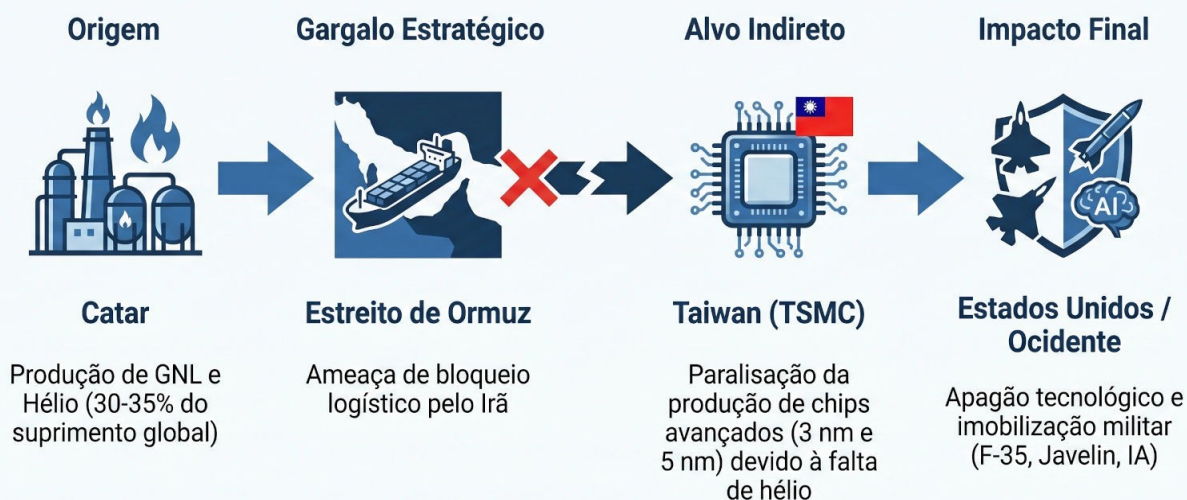 Origem
Gargalo Estratégico
Alvo Indireto
Impacto Final
AI
Catar
Produção de GNL e
Hélio (30-35% do
suprimento global)
Estreito de Ormuz
Ameaça de bloqueio
logístico pelo Irã
Taiwan (TSMC)
Paralisação da
produção de chips
avançados (3 nm e
5 nm) devido à falta
de hélio
Estados Unidos /
Ocidente
Apagão tecnológico e
imobilização militar
(F-35, Javelin, IA)